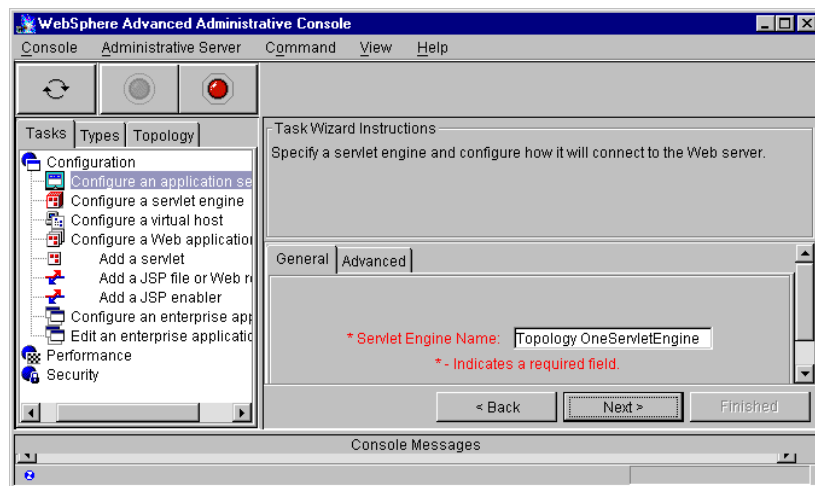 WebSphere Advanced Administrative Console
Console Administrative Server Command View Help
Tasks Types Topology
Configuration
Configure an application se
Configure a servlet engine
Configure a virtual host
Configure a Web application
Add a servlet
Add a JSP file or Web r
Add a JSP enabler
Configure an enterprise app
Edit an enterprise applicatio
Performance
Security
Task Wizard Instructions
Specify a servlet engine and configure how it will connect to the Web server.
General Advanced
* Servlet Engine Name: Topology OneServletEngine
* - Indicates a required field.
< Back Next > Finished
Console Messages